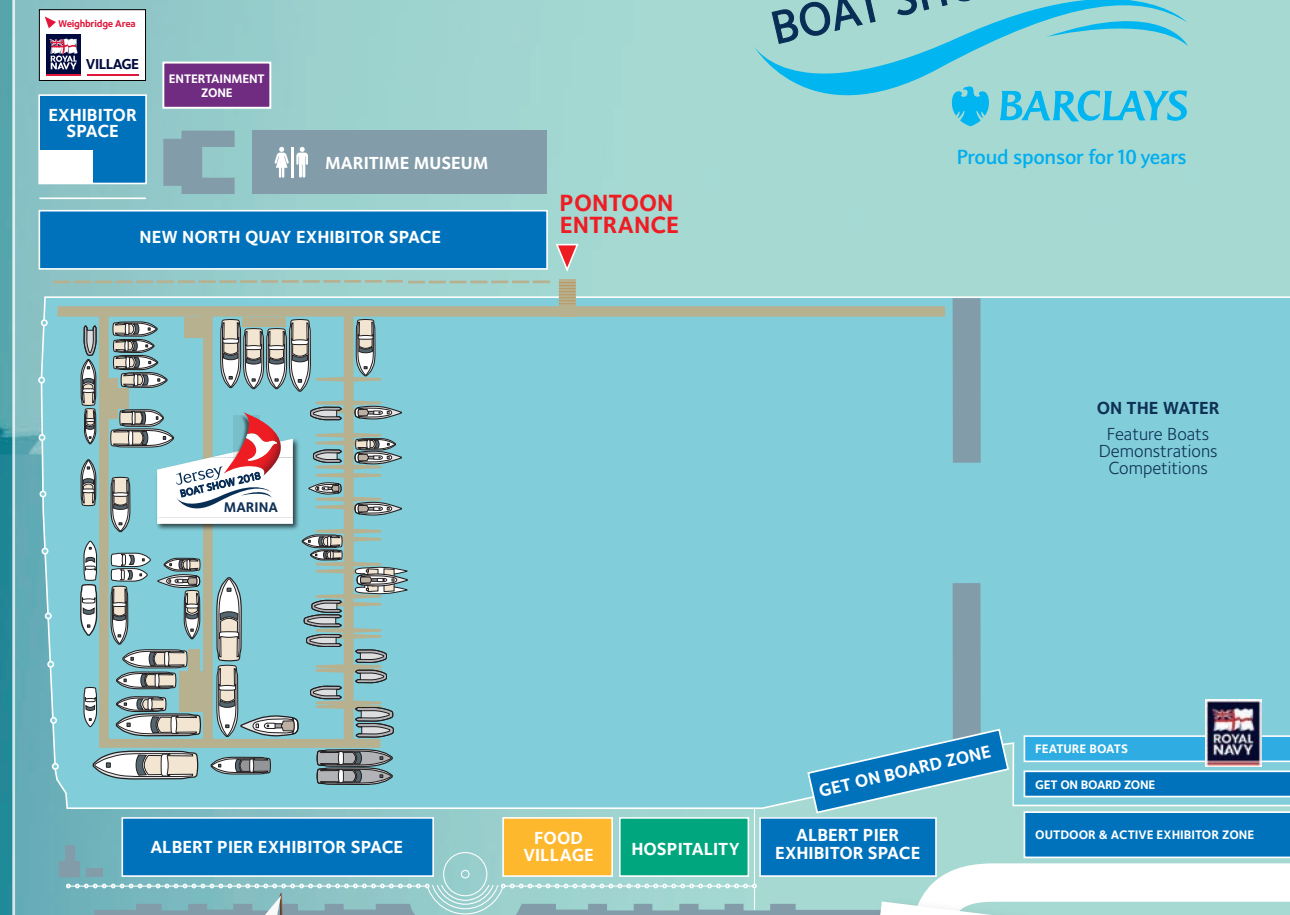 BOAT SHOW
BARCLAYS
Proud sponsor for 10 years
Weighbridge Area
ROYAL
NAVY
VILLAGE
ENTERTAINMENT
ZONE
EXHIBITOR
SPACE
MARITIME MUSEUM
PONTOON
ENTRANCE
NEW NORTH QUAY EXHIBITOR SPACE
ON THE WATER
Feature Boats
Demonstrations
Competitions
Jersey
BOAT SHOW 2018
MARINA
GET ON BOARD ZONE
FEATURE BOATS
ROYAL
NAVY
GET ON BOARD ZONE
OUTDOOR & ACTIVE EXHIBITOR ZONE
ALBERT PIER EXHIBITOR SPACE
FOOD
VILLAGE
HOSPITALITY
ALBERT PIER
EXHIBITOR SPACE